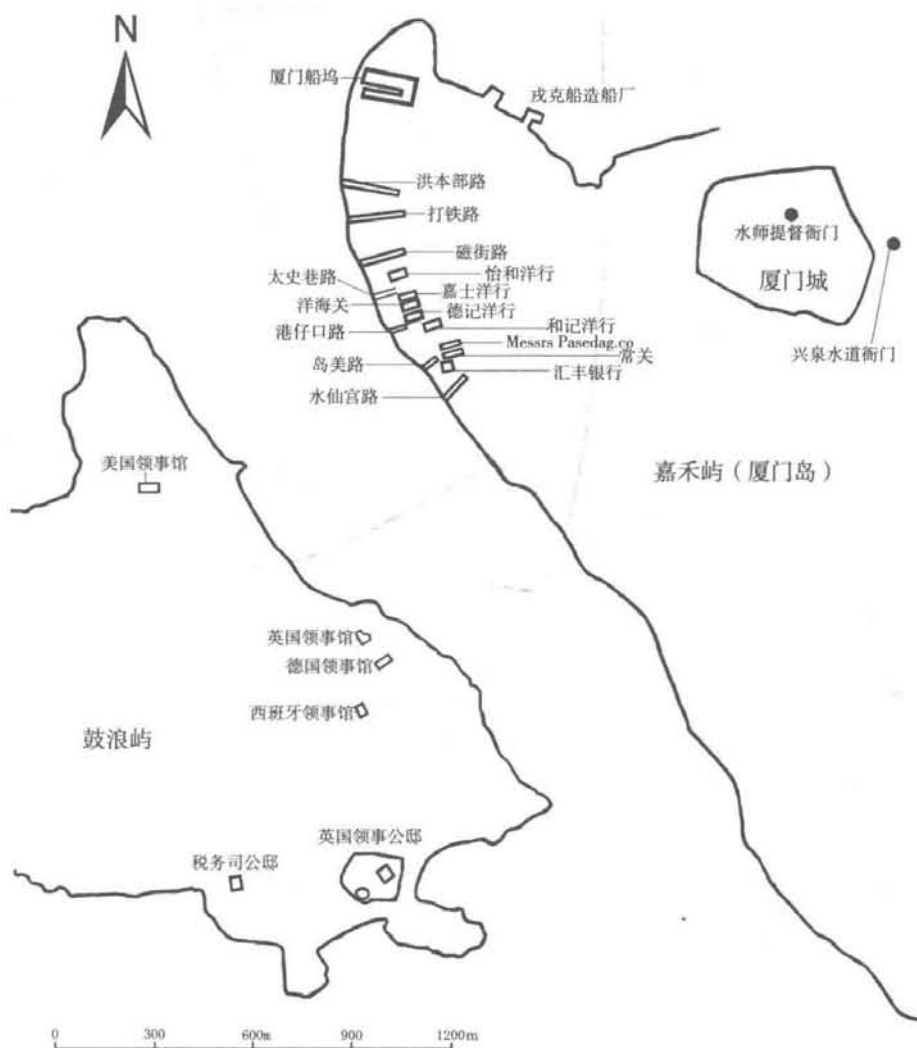 N
厦门船坞
戎克船造船厂
洪本部路
打铁路
水师提督衙门
磁街路
怡和洋行
厦门城
太史巷路
嘉士洋行
洋海关
德记洋行
港仔口路
和记洋行
Messrs Pasedag.co
兴泉水道衙门
常关
岛美路
汇丰银行
水仙宫路
美国领事馆
嘉禾屿（厦门岛）
英国领事馆
德国领事馆
西班牙领事馆
鼓浪屿
英国领事公邸
税务司公邸
0 300 600m 900 1200m